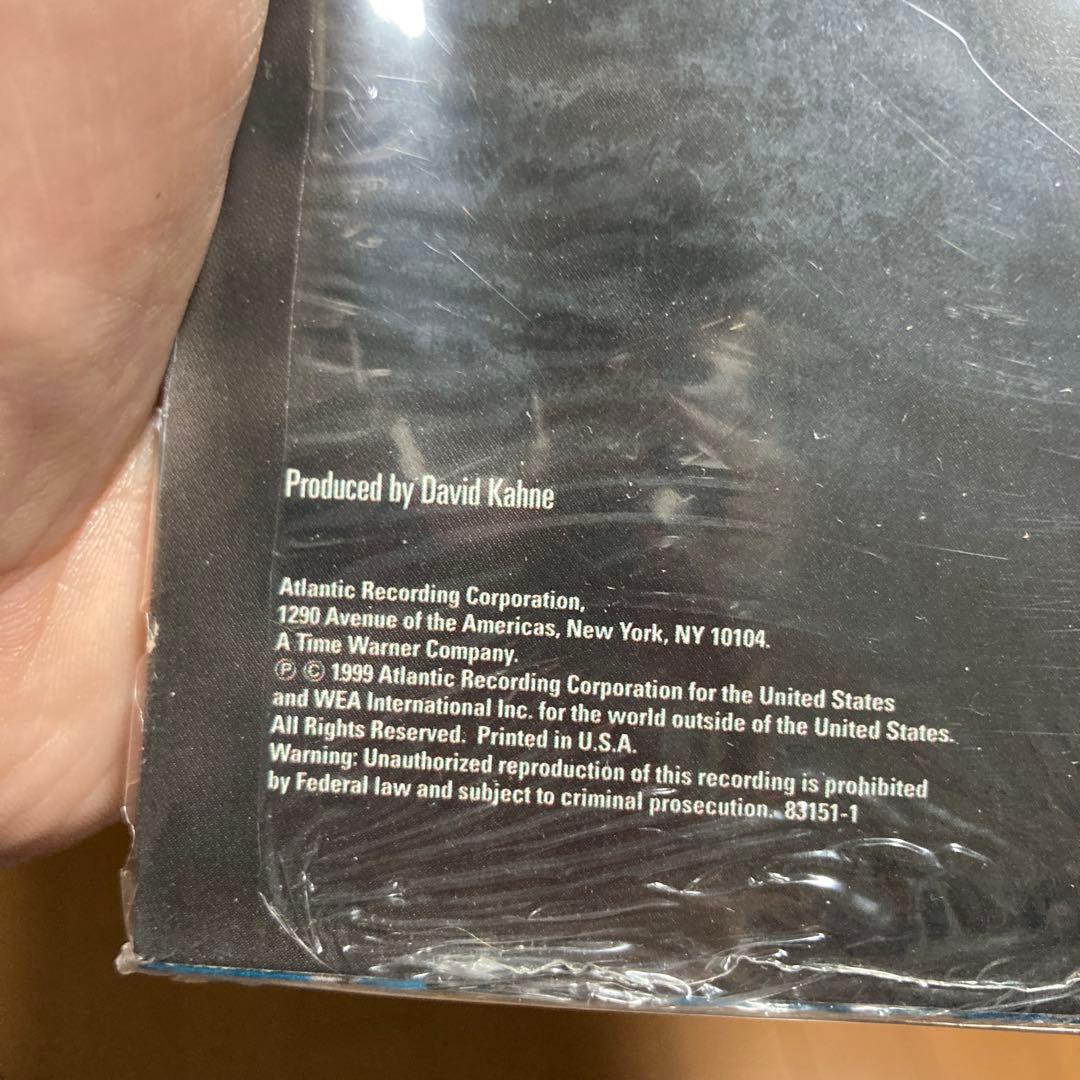 Produced by David Kahne
Atlantic Recording Corporation,
1290 Avenue of the Americas, New York, NY 10104.
A Time Warner Company.
℗ © 1999 Atlantic Recording Corporation for the United States
and WEA International Inc. for the world outside of the United States.
All Rights Reserved. Printed in U.S.A.
Warning: Unauthorized reproduction of this recording is prohibited
by Federal law and subject to criminal prosecution. 83151-1